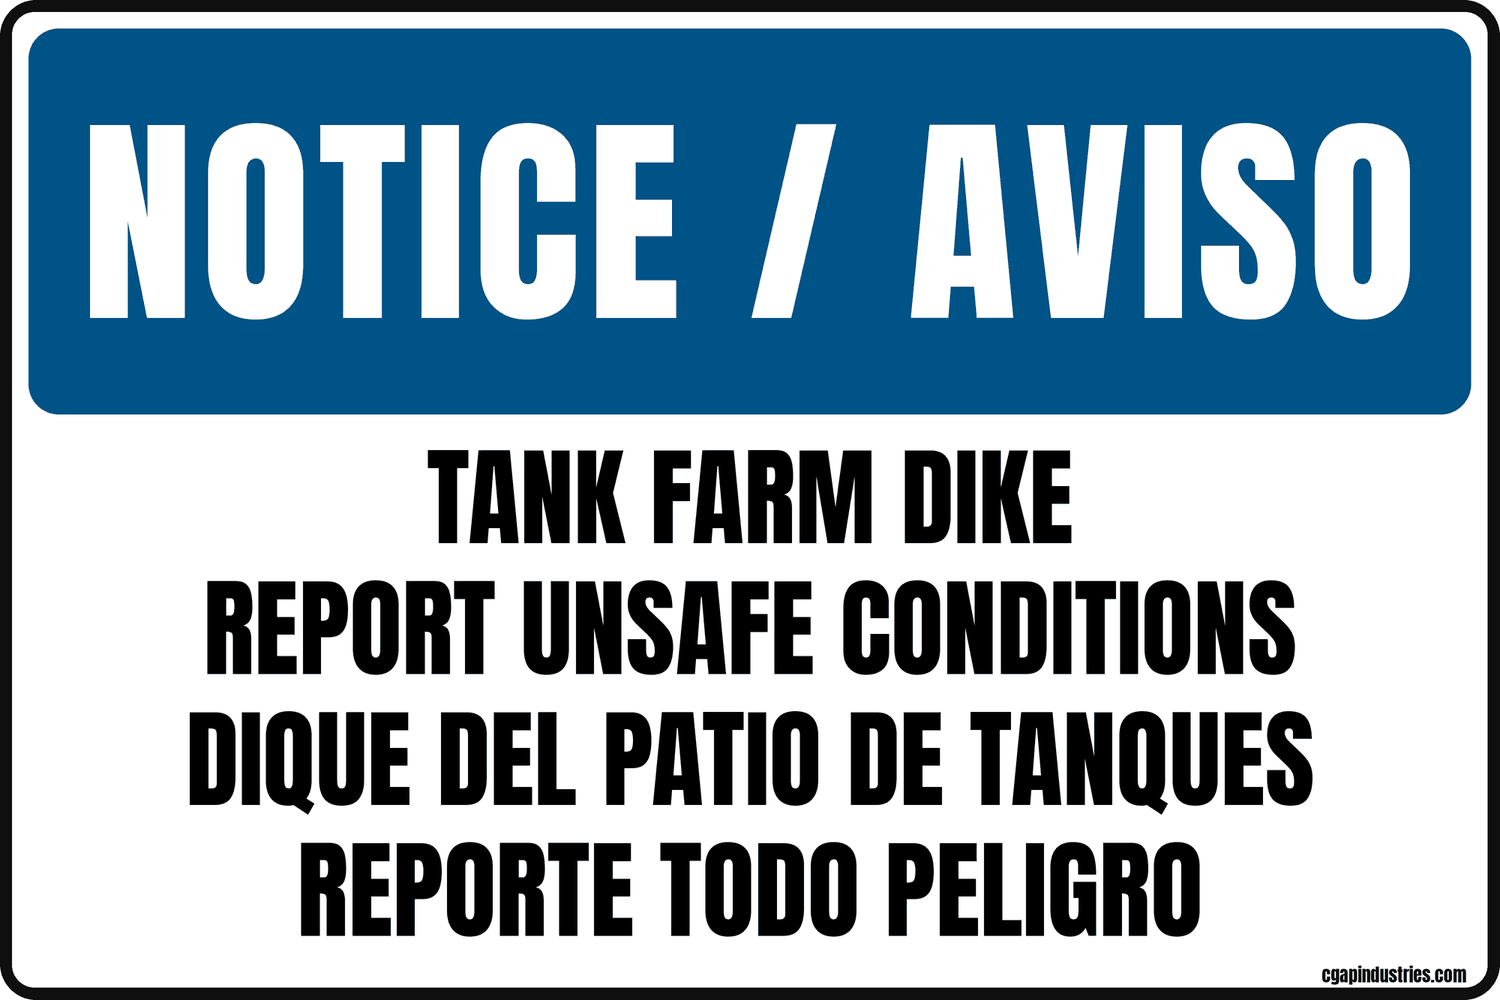 NOTICE / AVISO
TANK FARM DIKE
REPORT UNSAFE CONDITIONS
DIQUE DEL PATIO DE TANQUES
REPORTE TODO PELIGRO
cgapindustries.com